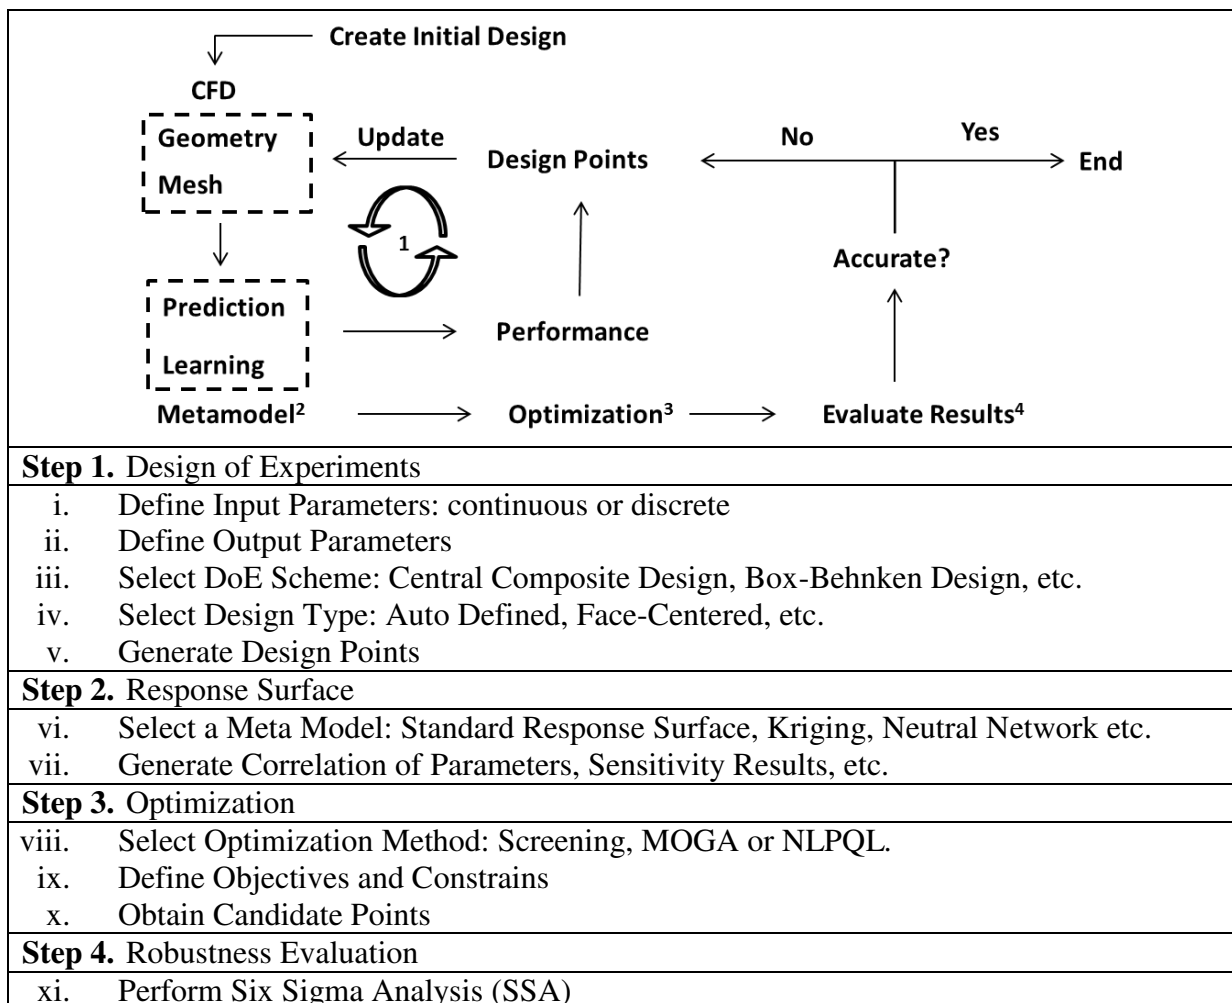 Create Initial Design
CFD
Geometry
Mesh
Update
Design Points
No
Yes
End
1
Accurate?
Prediction
Learning
Performance
Metamodel²
Optimization³
Evaluate Results⁴
Step 1. Design of Experiments
i. Define Input Parameters: continuous or discrete
ii. Define Output Parameters
iii. Select DoE Scheme: Central Composite Design, Box-Behnken Design, etc.
iv. Select Design Type: Auto Defined, Face-Centered, etc.
v. Generate Design Points
Step 2. Response Surface
vi. Select a Meta Model: Standard Response Surface, Kriging, Neutral Network etc.
vii. Generate Correlation of Parameters, Sensitivity Results, etc.
Step 3. Optimization
viii. Select Optimization Method: Screening, MOGA or NLPQL.
ix. Define Objectives and Constrains
x. Obtain Candidate Points
Step 4. Robustness Evaluation
xi. Perform Six Sigma Analysis (SSA)